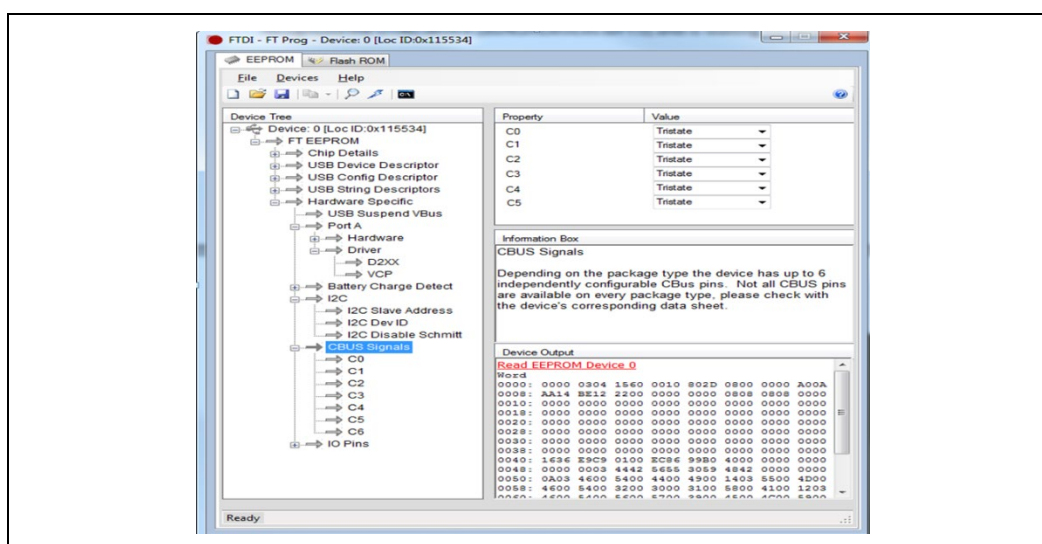 FTDI - FT Prog - Device: 0 [Loc ID:0x115534]
EEPROM Flash ROM
File Devices Help
Device Tree
Device: 0 [Loc ID:0x115534]
FT EEPROM
Chip Details
USB Device Descriptor
USB Config Descriptor
USB String Descriptors
Hardware Specific
USB Suspend VBus
Port A
Hardware
Driver
D2XX
VCP
Battery Charge Detect
I2C
I2C Slave Address
I2C Dev ID
I2C Disable Schmitt
CBUS Signals
C0
C1
C2
C3
C4
C5
C6
IO Pins
Property Value
C0 Tristate
C1 Tristate
C2 Tristate
C3 Tristate
C4 Tristate
C5 Tristate
Information Box
CBUS Signals
Depending on the package type the device has up to 6
independently configurable CBus pins. Not all CBUS pins
are available on every package type, please check with
the device's corresponding data sheet.
Device Output
Read EEPROM Device 0
Word
0000: 0000 0304 1560 0010 802D 0800 0000 A00A
0008: AA14 BE12 2200 0000 0000 0808 0808 0000
0010: 0000 0000 0000 0000 0000 0000 0000 0000
0018: 0000 0000 0000 0000 0000 0000 0000 0000
0020: 0000 0000 0000 0000 0000 0000 0000 0000
0028: 0000 0000 0000 0000 0000 0000 0000 0000
0030: 0000 0000 0000 0000 0000 0000 0000 0000
0038: 0000 0000 0000 0000 0000 0000 0000 0000
0040: 1636 E9C9 0100 EC86 99B0 4000 0000 0000
0048: 0000 0003 4442 5655 3059 4842 0000 0000
0050: 0A03 4600 5400 4400 4900 1403 5500 4D00
0058: 4600 5400 3200 3000 3100 5800 4100 1203
Ready